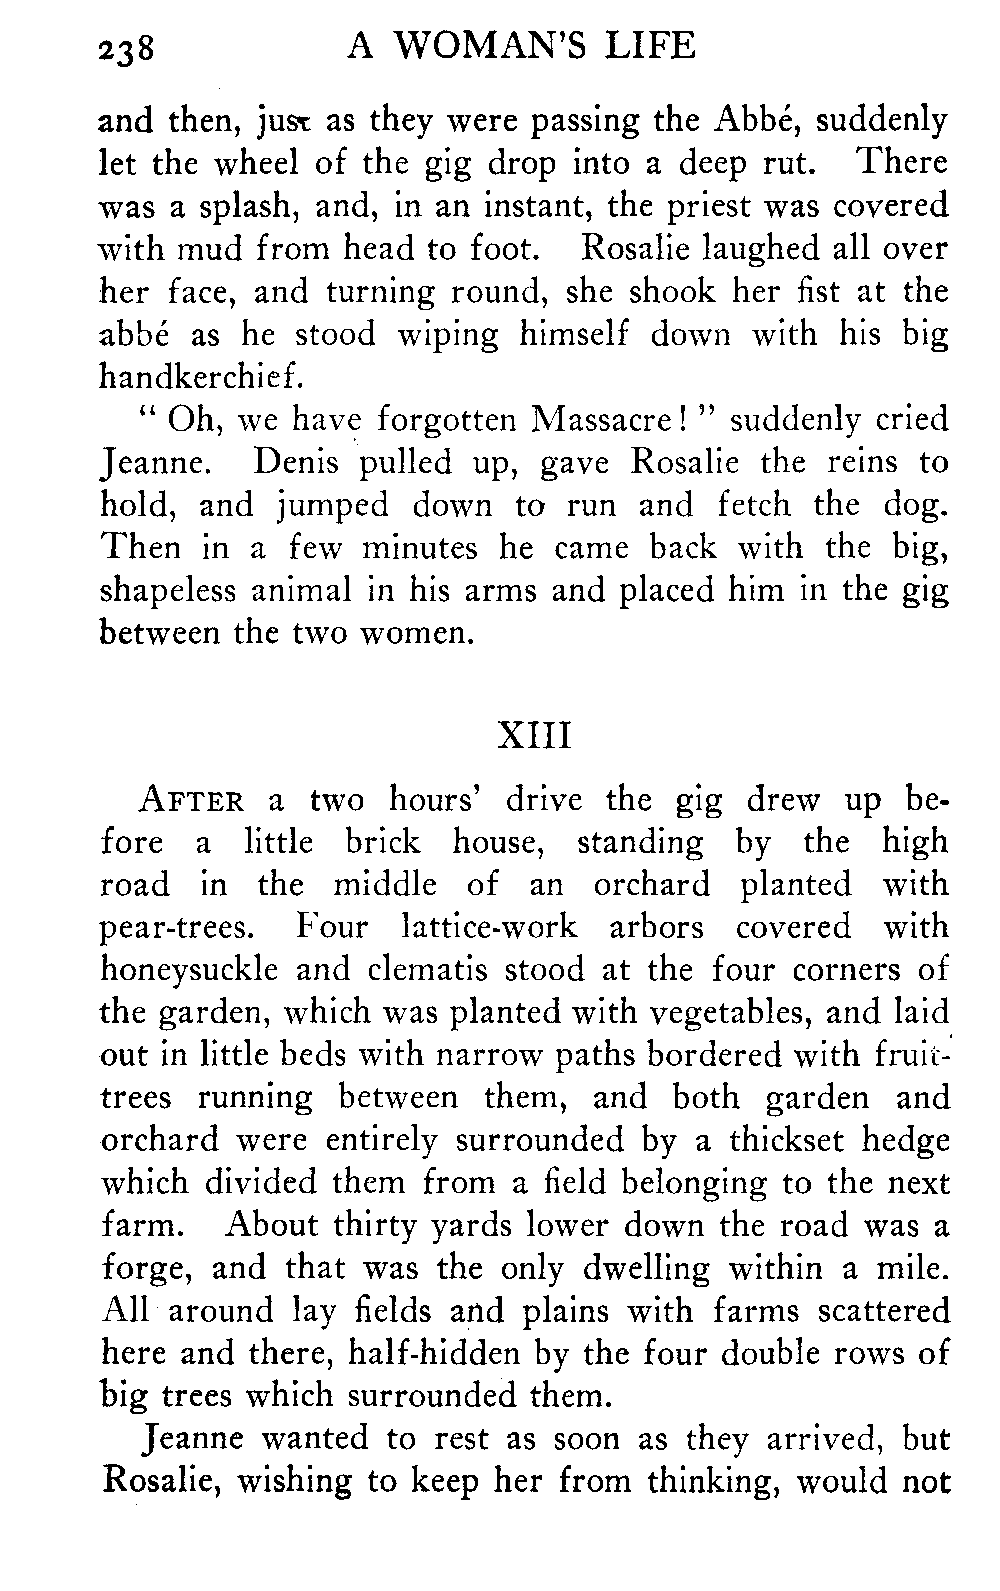 238 A WOMAN'S LIFE
and then, just as they were passing the Abbé, suddenly
let the wheel of the gig drop into a deep rut. There
was a splash, and, in an instant, the priest was covered
with mud from head to foot. Rosalie laughed all over
her face, and turning round, she shook her fist at the
abbé as he stood wiping himself down with his big
handkerchief.
“ Oh, we have forgotten Massacre! ” suddenly cried
Jeanne. Denis pulled up, gave Rosalie the reins to
hold, and jumped down to run and fetch the dog.
Then in a few minutes he came back with the big,
shapeless animal in his arms and placed him in the gig
between the two women.
XIII
AFTER a two hours' drive the gig drew up be-
fore a little brick house, standing by the high
road in the middle of an orchard planted with
pear-trees. Four lattice-work arbors covered with
honeysuckle and clematis stood at the four corners of
the garden, which was planted with vegetables, and laid
out in little beds with narrow paths bordered with fruit-
trees running between them, and both garden and
orchard were entirely surrounded by a thickset hedge
which divided them from a field belonging to the next
farm. About thirty yards lower down the road was a
forge, and that was the only dwelling within a mile.
All around lay fields and plains with farms scattered
here and there, half-hidden by the four double rows of
big trees which surrounded them.
Jeanne wanted to rest as soon as they arrived, but
Rosalie, wishing to keep her from thinking, would not